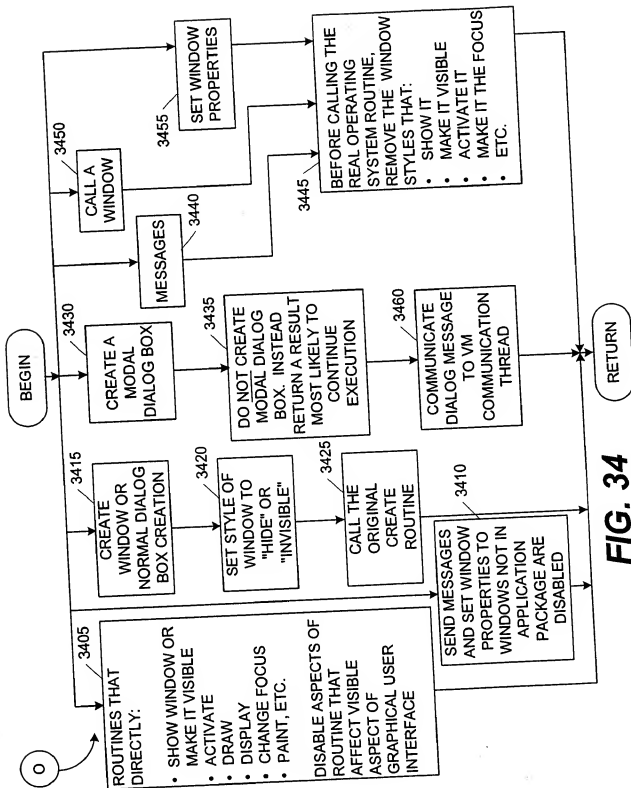 BEGIN
O
3405
ROUTINES THAT
DIRECTLY:
• SHOW WINDOW OR
MAKE IT VISIBLE
• ACTIVATE
• DRAW
• DISPLAY
• CHANGE FOCUS
• PAINT, ETC.
DISABLE ASPECTS OF
ROUTINE THAT
AFFECT VISIBLE
ASPECT OF
GRAPHICAL USER
INTERFACE
3415
CREATE
WINDOW OR
NORMAL DIALOG
BOX CREATION
3420
SET STYLE OF
WINDOW TO
"HIDE" OR
"INVISIBLE"
3425
CALL THE
ORIGINAL
CREATE
ROUTINE
3410
SEND MESSAGES
AND SET WINDOW
PROPERTIES TO
WINDOWS NOT IN
APPLICATION
PACKAGE ARE
DISABLED
3430
CREATE A
MODAL
DIALOG BOX
3435
DO NOT CREATE
MODAL DIALOG
BOX. INSTEAD
RETURN A RESULT
MOST LIKELY TO
CONTINUE
EXECUTION
3460
COMMUNICATE
DIALOG MESSAGE
TO VM
COMMUNICATION
THREAD
MESSAGES
3440
3450
CALL A
WINDOW
SET WINDOW
PROPERTIES
3455
3445
BEFORE CALLING THE
REAL OPERATING
SYSTEM ROUTINE,
REMOVE THE WINDOW
STYLES THAT:
• SHOW IT
• MAKE IT VISIBLE
• ACTIVATE IT
• MAKE IT THE FOCUS
• ETC.
RETURN
FIG. 34